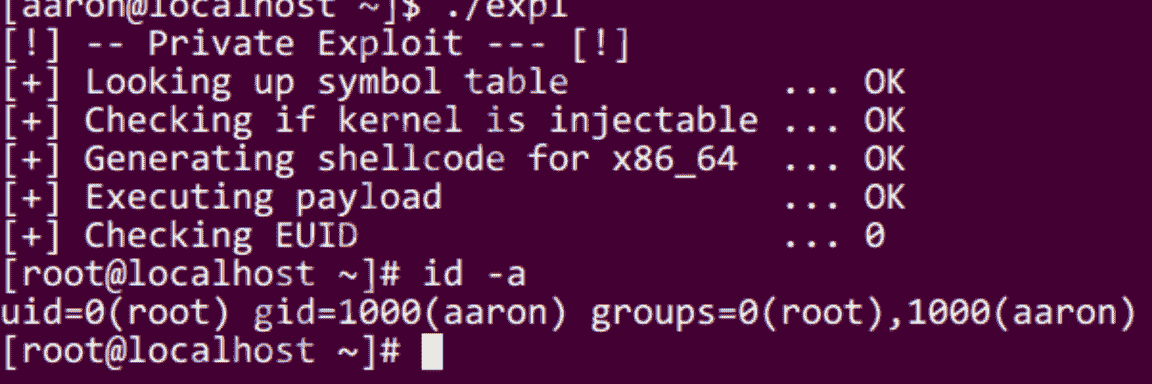 [aaron@localhost ~]$ ./expl
[!] -- Private Exploit --- [!]
[+] Looking up symbol table ... OK
[+] Checking if kernel is injectable ... OK
[+] Generating shellcode for x86_64 ... OK
[+] Executing payload ... OK
[+] Checking EUID ... 0
[root@localhost ~]# id -a
uid=0(root) gid=1000(aaron) groups=0(root),1000(aaron)
[root@localhost ~]#